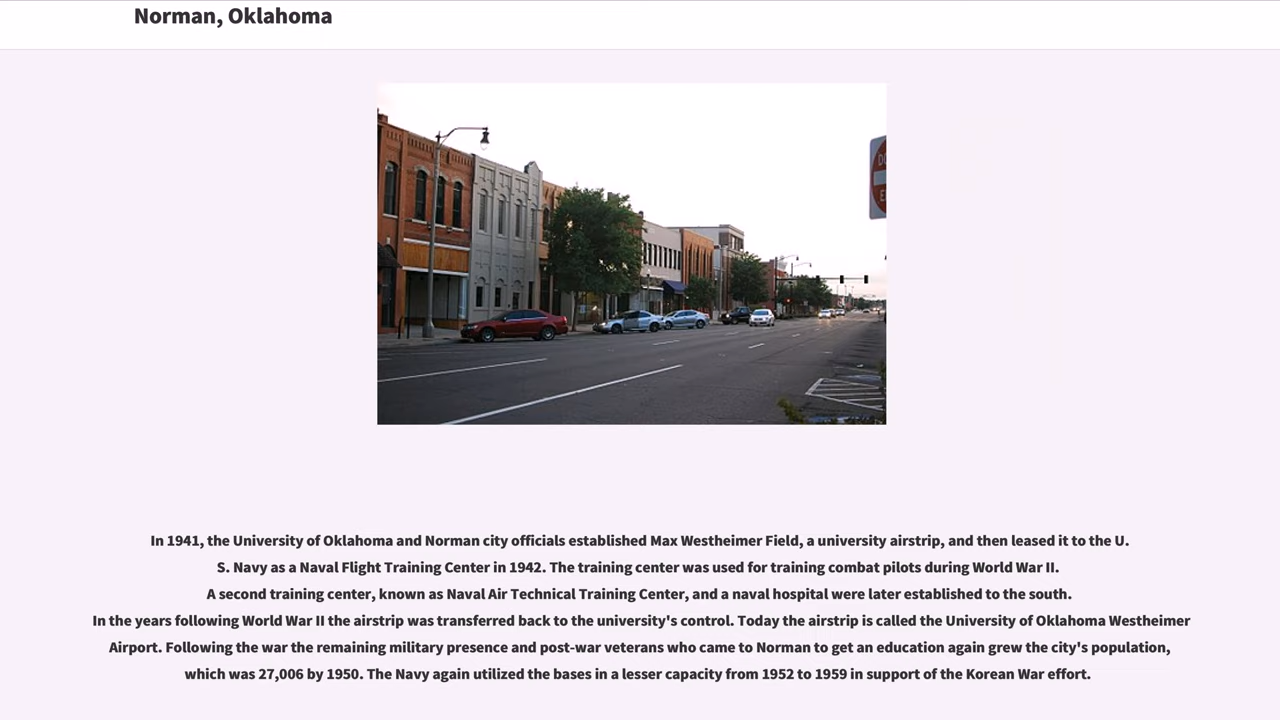 Norman, Oklahoma
DO
E
In 1941, the University of Oklahoma and Norman city officials established Max Westheimer Field, a university airstrip, and then leased it to the U.
S. Navy as a Naval Flight Training Center in 1942. The training center was used for training combat pilots during World War II.
A second training center, known as Naval Air Technical Training Center, and a naval hospital were later established to the south.
In the years following World War II the airstrip was transferred back to the university's control. Today the airstrip is called the University of Oklahoma Westheimer
Airport. Following the war the remaining military presence and post-war veterans who came to Norman to get an education again grew the city's population,
which was 27,006 by 1950. The Navy again utilized the bases in a lesser capacity from 1952 to 1959 in support of the Korean War effort.